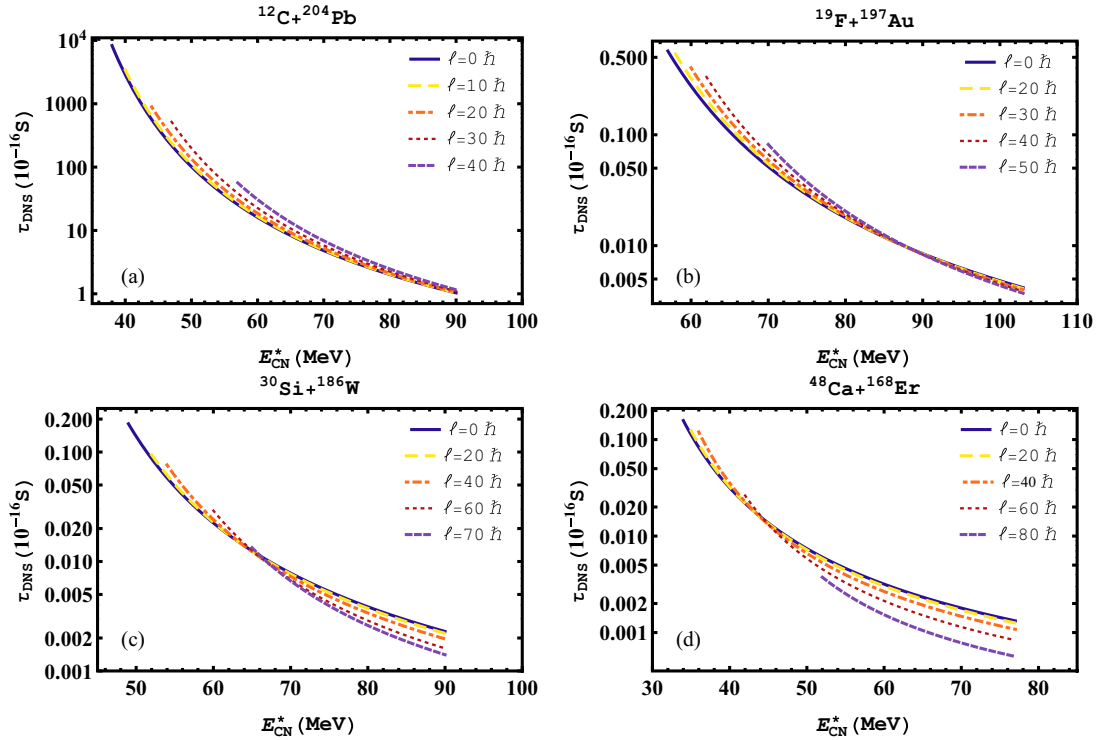 ¹²C+²⁰⁴Pb
10⁴
1000
100
10
1
τDNS (10⁻¹⁶S)
ℓ=0 ℏ
ℓ=10 ℏ
ℓ=20 ℏ
ℓ=30 ℏ
ℓ=40 ℏ
(a)
40 50 60 70 80 90 100
E*CN (MeV)
¹⁹F+¹⁹⁷Au
0.500
0.100
0.050
0.010
0.005
τDNS (10⁻¹⁶S)
ℓ=0 ℏ
ℓ=20 ℏ
ℓ=30 ℏ
ℓ=40 ℏ
ℓ=50 ℏ
(b)
60 70 80 90 100 110
E*CN (MeV)
³⁰Si+¹⁸⁶W
0.200
0.100
0.050
0.020
0.010
0.005
0.002
0.001
τDNS (10⁻¹⁶S)
ℓ=0 ℏ
ℓ=20 ℏ
ℓ=40 ℏ
ℓ=60 ℏ
ℓ=70 ℏ
(c)
50 60 70 80 90 100
E*CN (MeV)
⁴⁸Ca+¹⁶⁸Er
0.200
0.100
0.050
0.020
0.010
0.005
0.002
0.001
τDNS (10⁻¹⁶S)
ℓ=0 ℏ
ℓ=20 ℏ
ℓ=40 ℏ
ℓ=60 ℏ
ℓ=80 ℏ
(d)
30 40 50 60 70 80
E*CN (MeV)